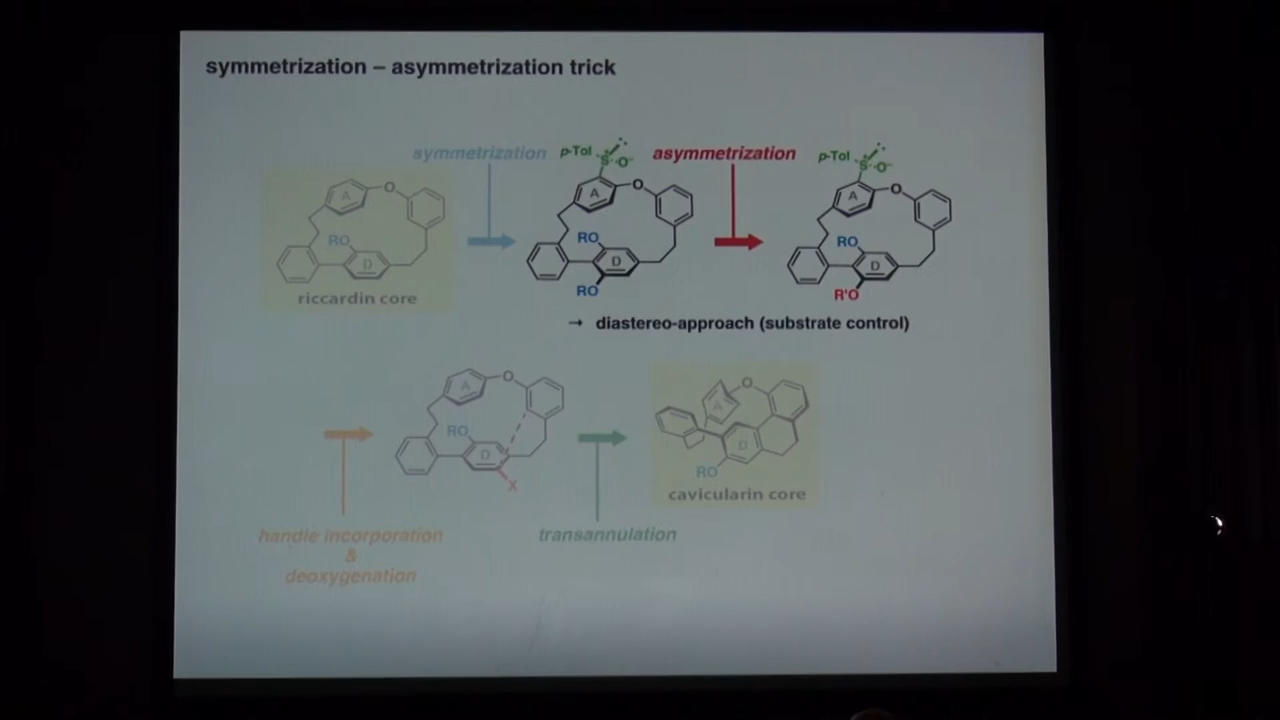 symmetrization – asymmetrization trick
symmetrization
p-Tol S O⁻
asymmetrization
p-Tol S O⁻
A O
RO
D
riccardin core
A O
RO
D
RO
A O
RO
D
R'O
→ diastereo-approach (substrate control)
A O
RO
D
X
O
A
D
RO
cavicularin core
handle incorporation
&
deoxygenation
transannulation